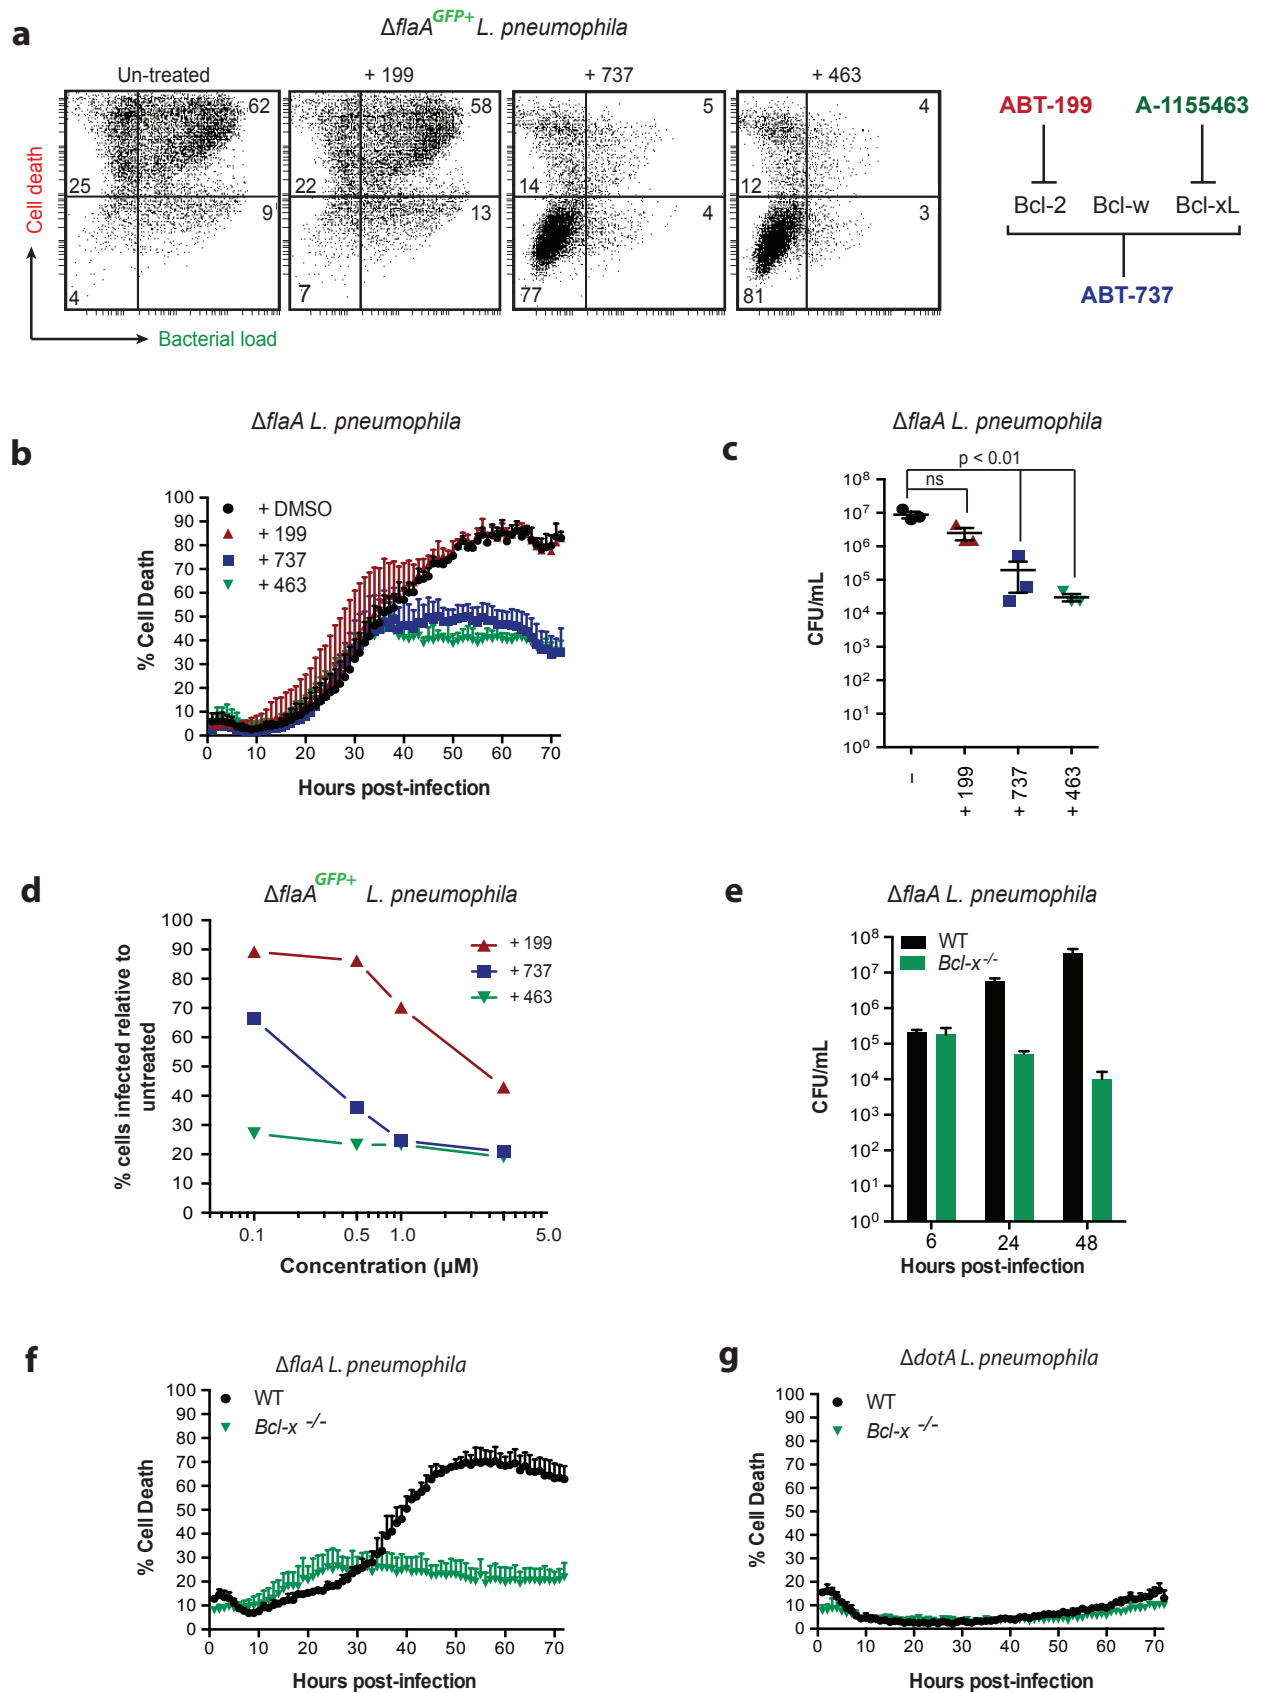 a
ΔflaA GFP+ L. pneumophila
Un-treated
+ 199
+ 737
+ 463
Cell death
62
25
9
4
58
22
13
7
5
14
4
77
4
12
3
81
Bacterial load
ABT-199
A-1155463
Bcl-2
Bcl-w
Bcl-xL
ABT-737
b
ΔflaA L. pneumophila
+ DMSO
+ 199
+ 737
+ 463
% Cell Death
100
90
80
70
60
50
40
30
20
10
0
0 10 20 30 40 50 60 70
Hours post-infection
c
ΔflaA L. pneumophila
p < 0.01
ns
CFU/mL
10⁸
10⁷
10⁶
10⁵
10⁴
10³
10²
10¹
10⁰
–
+ 199
+ 737
+ 463
d
ΔflaA GFP+ L. pneumophila
+ 199
+ 737
+ 463
% cells infected relative to
untreated
100
90
80
70
60
50
40
30
20
10
0
0.1 0.5 1.0 5.0
Concentration (µM)
e
ΔflaA L. pneumophila
WT
Bcl-x⁻/⁻
CFU/mL
10⁸
10⁷
10⁶
10⁵
10⁴
10³
10²
10¹
10⁰
6 24 48
Hours post-infection
f
ΔflaA L. pneumophila
WT
Bcl-x -/-
% Cell Death
100
90
80
70
60
50
40
30
20
10
0
0 10 20 30 40 50 60 70
Hours post-infection
g
ΔdotA L. pneumophila
WT
Bcl-x -/-
% Cell Death
100
90
80
70
60
50
40
30
20
10
0
0 10 20 30 40 50 60 70
Hours post-infection